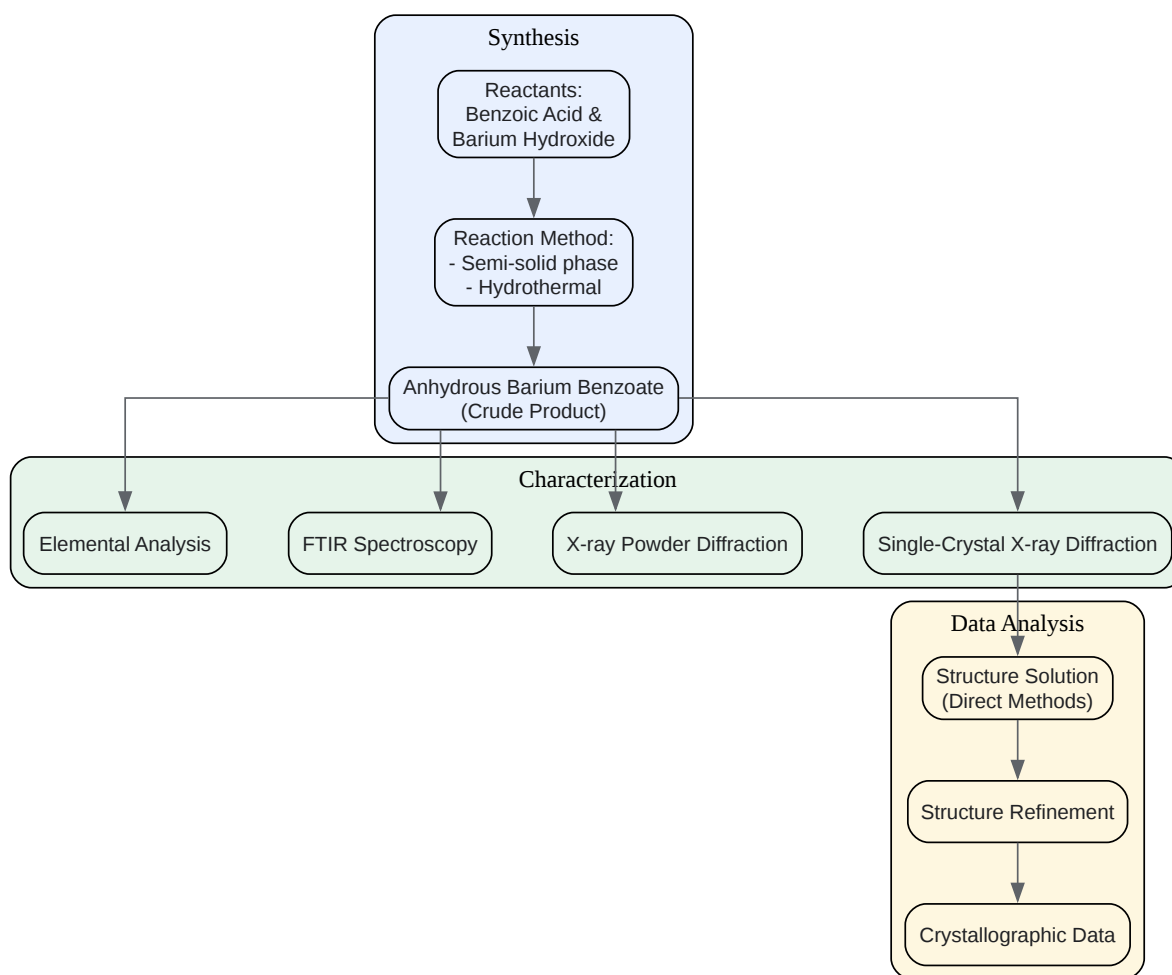 Synthesis
Reactants:
Benzoic Acid &
Barium Hydroxide
Reaction Method:
- Semi-solid phase
- Hydrothermal
Anhydrous Barium Benzoate
(Crude Product)
Characterization
Elemental Analysis
FTIR Spectroscopy
X-ray Powder Diffraction
Single-Crystal X-ray Diffraction
Data Analysis
Structure Solution
(Direct Methods)
Structure Refinement
Crystallographic Data